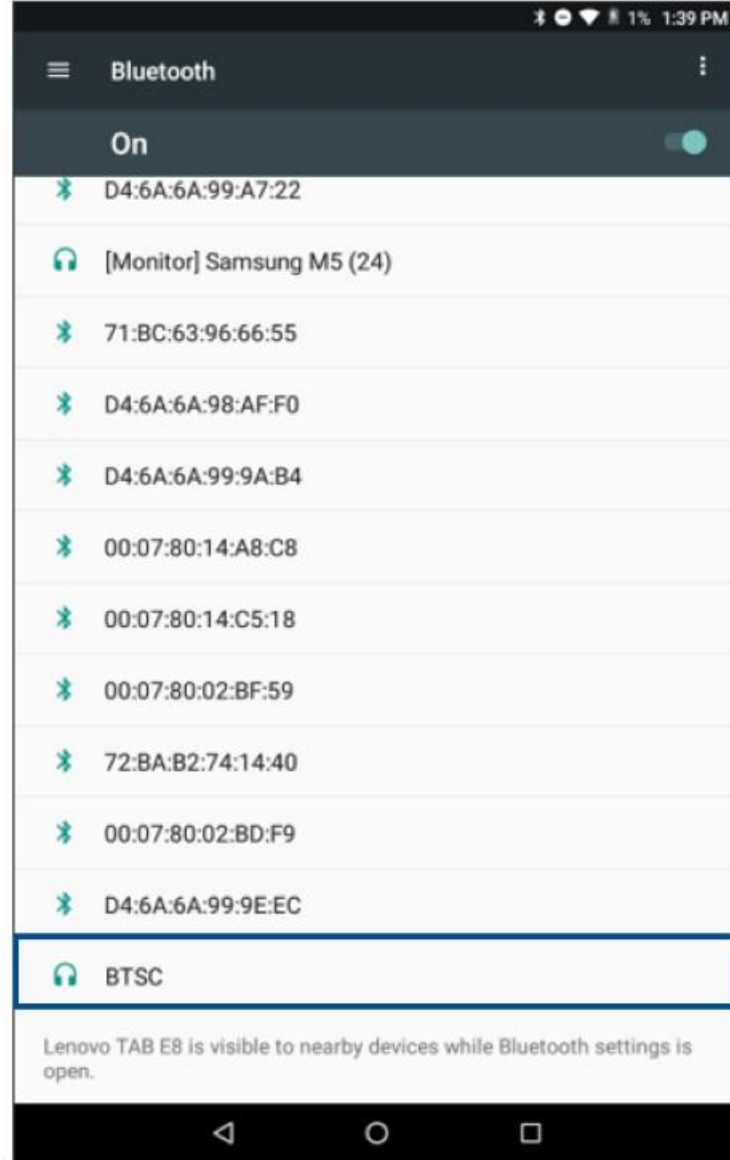 1% 1:39 PM
Bluetooth
On
D4:6A:6A:99:A7:22
[Monitor] Samsung M5 (24)
71:BC:63:96:66:55
D4:6A:6A:98:AF:F0
D4:6A:6A:99:9A:B4
00:07:80:14:A8:C8
00:07:80:14:C5:18
00:07:80:02:BF:59
72:BA:B2:74:14:40
00:07:80:02:BD:F9
D4:6A:6A:99:9E:EC
BTSC
Lenovo TAB E8 is visible to nearby devices while Bluetooth settings is
open.